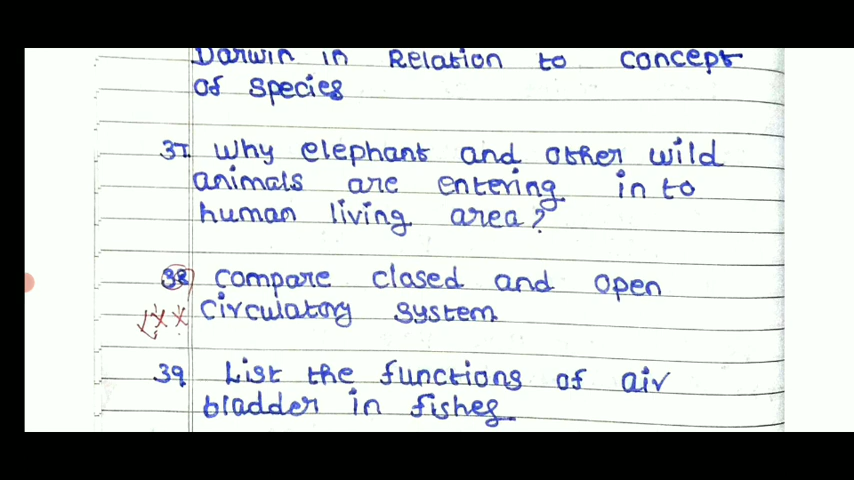 Darwin in Relation to concept
of species
37. Why elephant and other wild
animals are entering in to
human living area?
38 compare closed and open
circulatory system.
39 List the functions of air
bladder in fishes